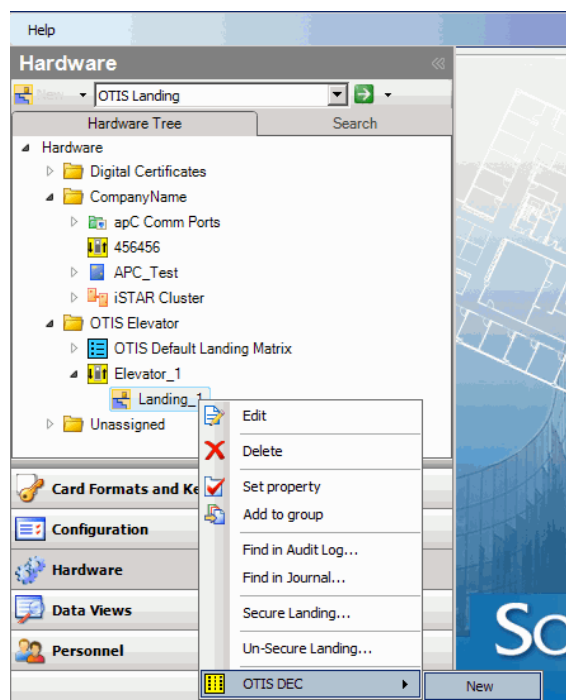 Help
Hardware
New OTIS Landing
Hardware Tree Search
Hardware
Digital Certificates
CompanyName
apC Comm Ports
456456
APC_Test
iSTAR Cluster
OTIS Elevator
OTIS Default Landing Matrix
Elevator_1
Landing_1
Unassigned
Edit
Delete
Set property
Add to group
Find in Audit Log...
Find in Journal...
Secure Landing...
Un-Secure Landing...
OTIS DEC
New
Card Formats and Ke
Configuration
Hardware
Data Views
Personnel
So